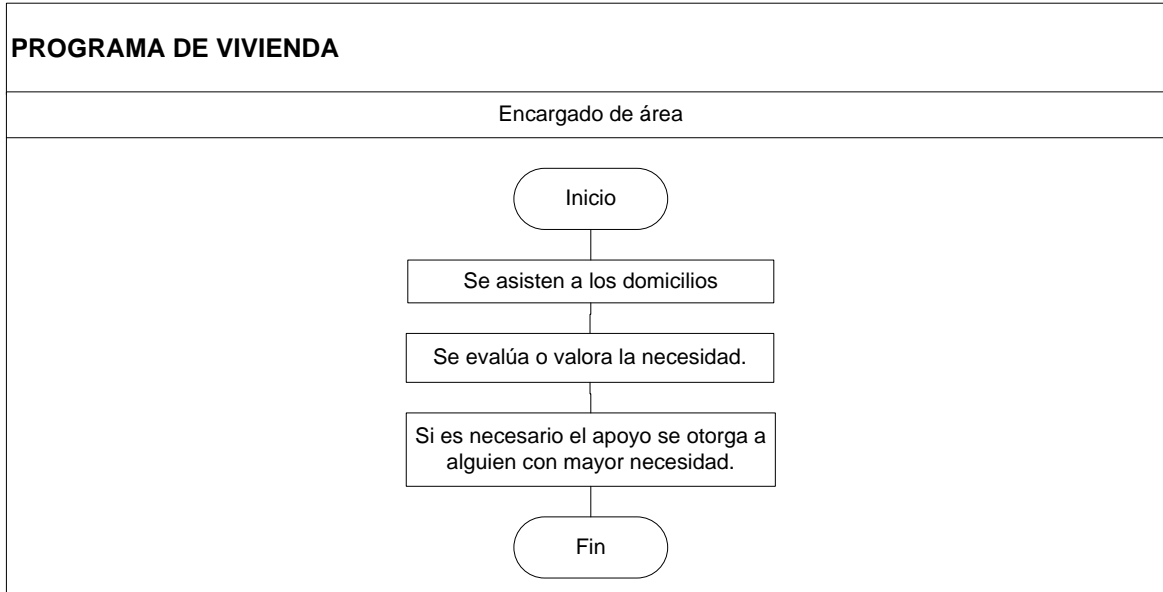 PROGRAMA DE VIVIENDA
Encargado de área
Inicio
Se asisten a los domicilios
Se evalúa o valora la necesidad.
Si es necesario el apoyo se otorga a
alguien con mayor necesidad.
Fin